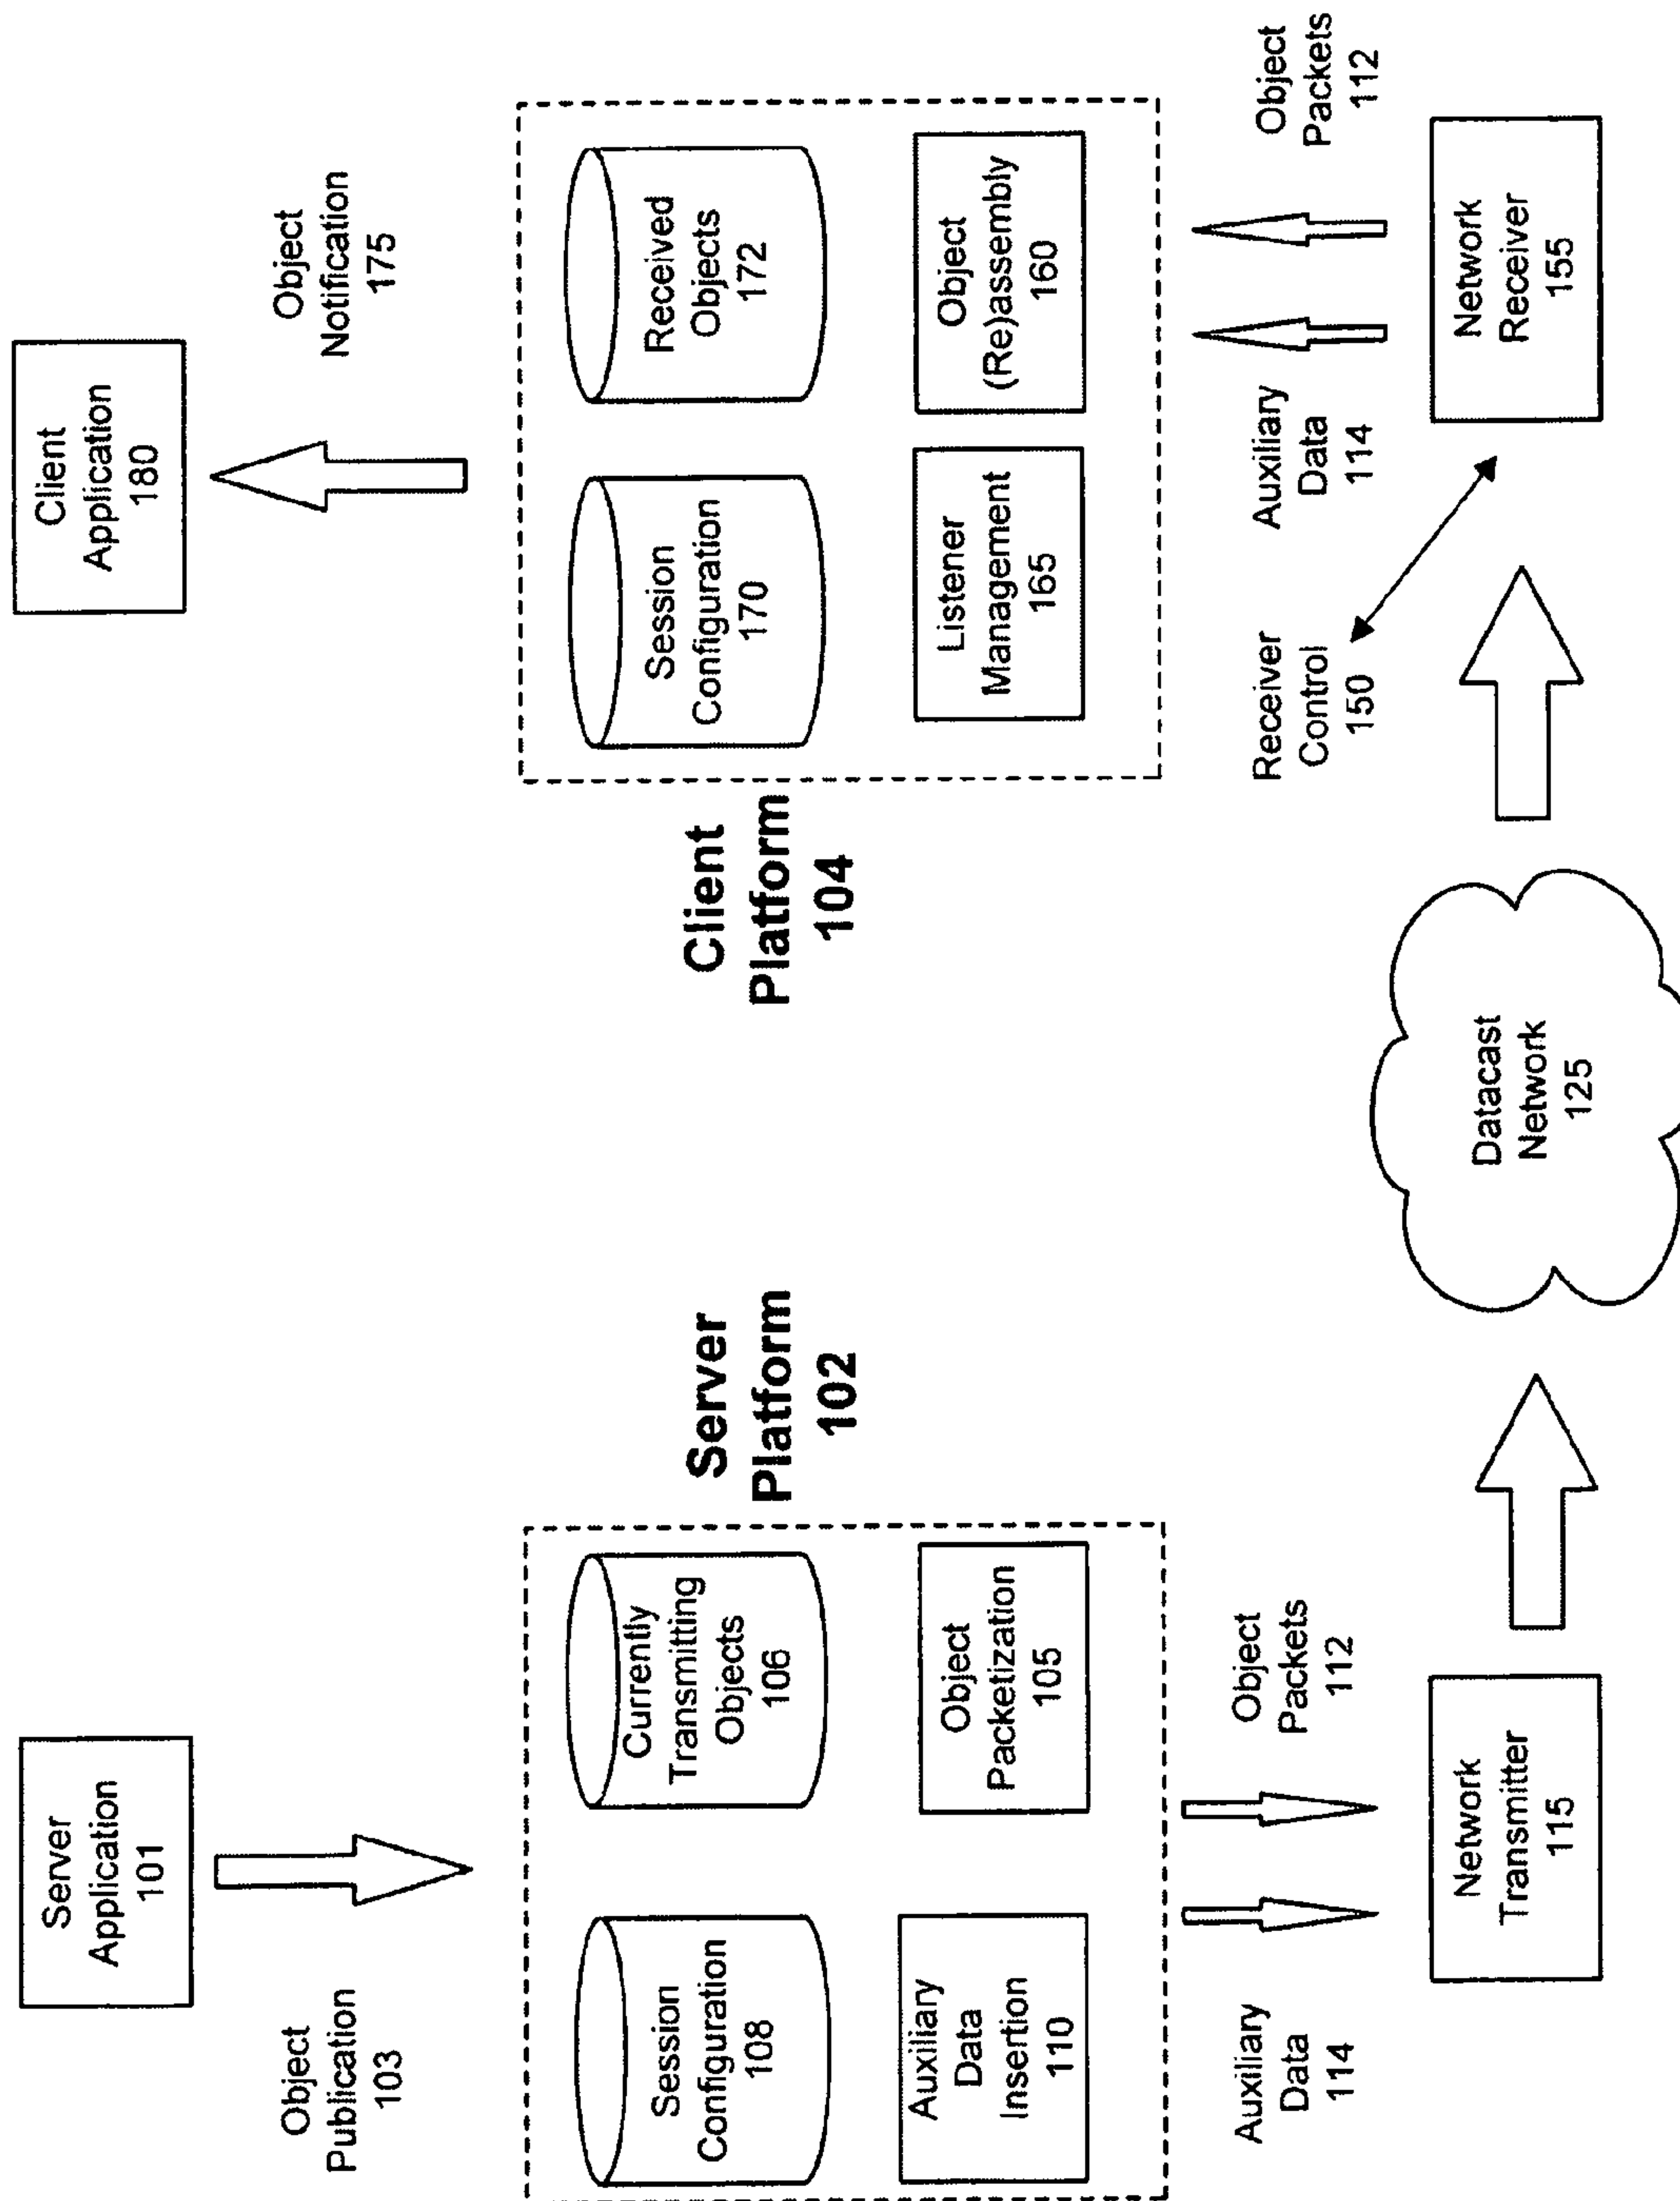 Server
Application
101
Object
Publication
103
Session
Configuration
108
Currently
Transmitting
Objects
106
Auxiliary
Data
Insertion
110
Object
Packetization
105
Server
Platform
102
Auxiliary
Data
114
Object
Packets
112
Network
Transmitter
115
Datacast
Network
125
Client
Application
180
Object
Notification
175
Client
Platform
104
Session
Configuration
170
Received
Objects
172
Listener
Management
165
Object
(Re)assembly
160
Receiver
Control
150
Auxiliary
Data
114
Object
Packets
112
Network
Receiver
155